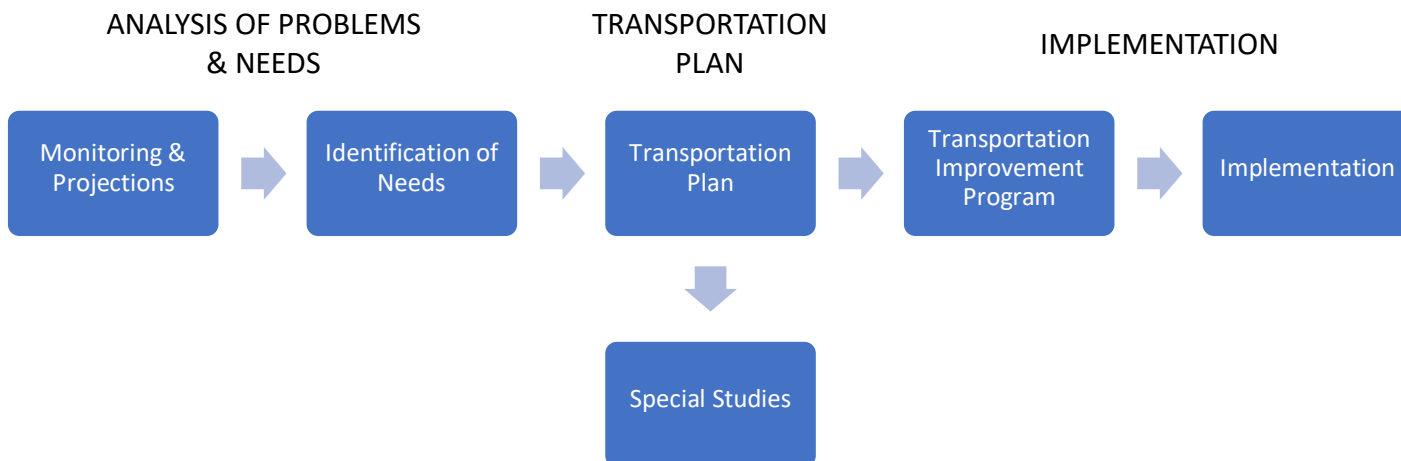 ANALYSIS OF PROBLEMS
& NEEDS
TRANSPORTATION
PLAN
IMPLEMENTATION
Monitoring &
Projections
Identification of
Needs
Transportation
Plan
Transportation
Improvement
Program
Implementation
Special Studies